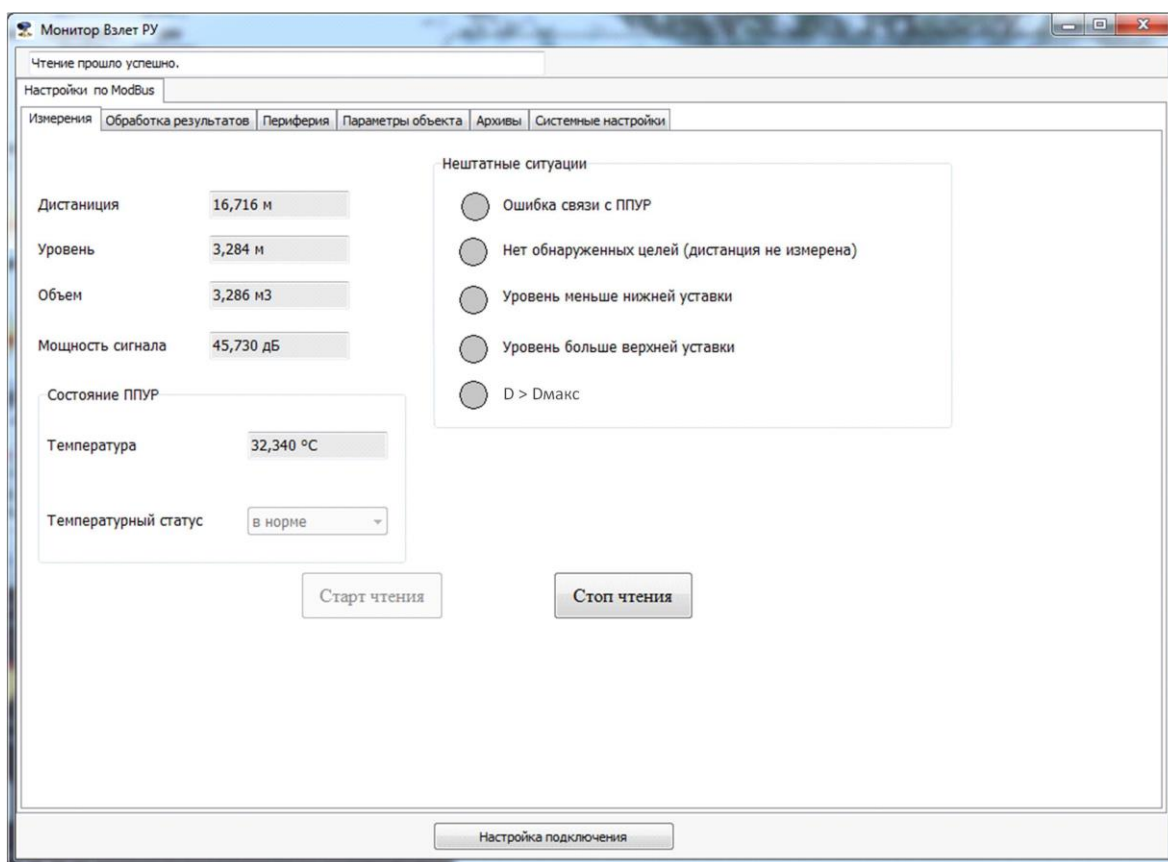 Монитор Взлет РУ
Чтение прошло успешно.
Настройки по ModBus
Измерения Обработка результатов Периферия Параметры объекта Архивы Системные настройки
Нештатные ситуации
Дистаниция 16,716 м
Ошибка связи с ППУР
Уровень 3,284 м
Нет обнаруженных целей (дистанция не измерена)
Объем 3,286 м3
Уровень меньше нижней уставки
Мощность сигнала 45,730 дБ
Уровень больше верхней уставки
Состояние ППУР
D > Dмакс
Температура 32,340 °C
Температурный статус в норме
Старт чтения Стоп чтения
Настройка подключения